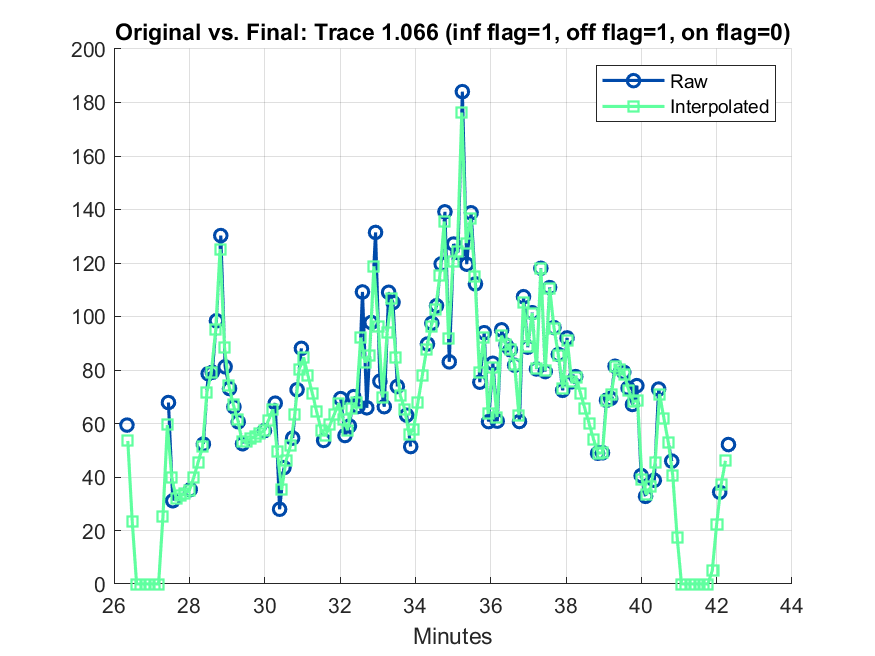 Original vs. Final: Trace 1.066 (inf flag=1, off flag=1, on flag=0)
200
180
160
140
120
100
80
60
40
20
0
Raw
Interpolated
26 28 30 32 34 36 38 40 42 44
Minutes